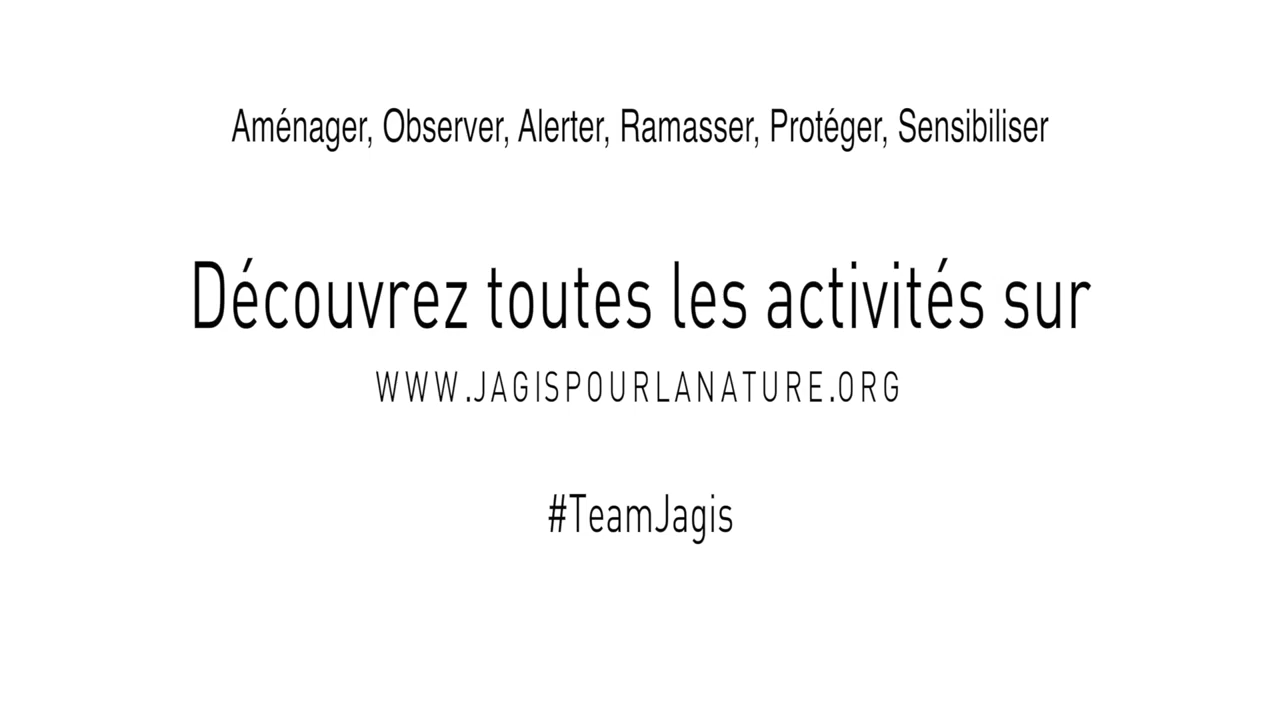 Aménager, Observer, Alerter, Ramasser, Protéger, Sensibiliser
Découvrez toutes les activités sur
WWW.JAGISPOURLANATURE.ORG
#TeamJagis